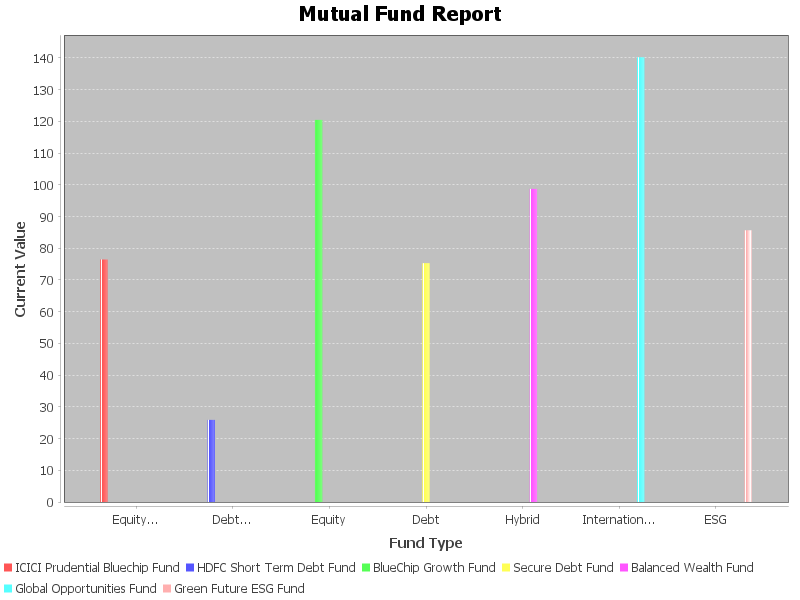 Mutual Fund Report
140
130
120
110
100
90
80
70
60
50
40
30
20
10
0
Current Value
Equity... Debt... Equity Debt Hybrid Internation... ESG
Fund Type
ICICI Prudential Bluechip Fund HDFC Short Term Debt Fund BlueChip Growth Fund Secure Debt Fund Balanced Wealth Fund
Global Opportunities Fund Green Future ESG Fund